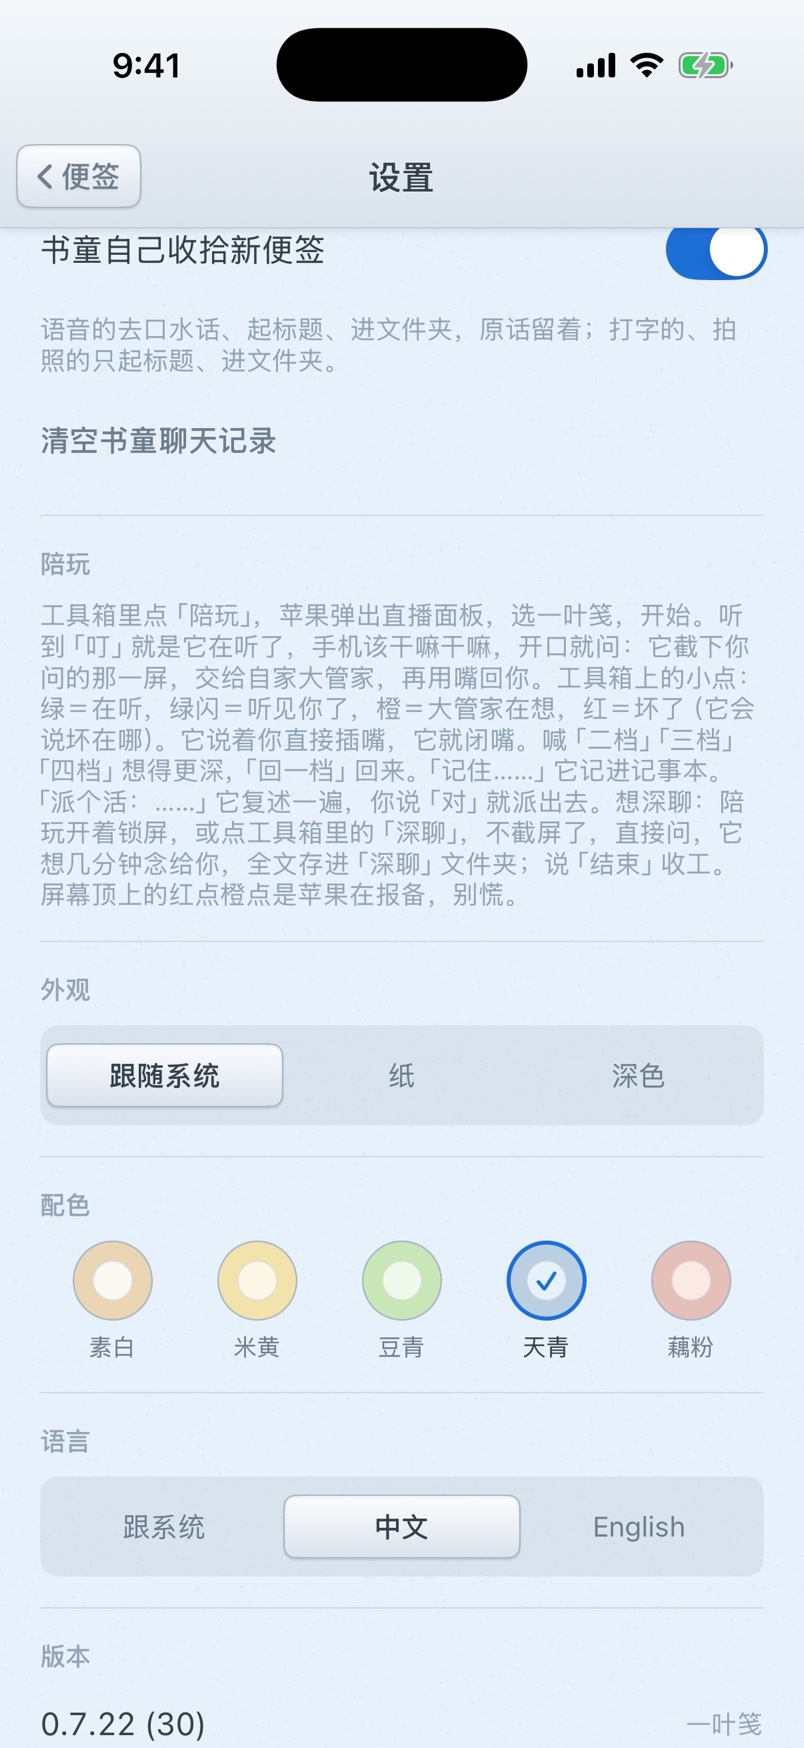 9:41
便签
设置
书童自己收拾新便签
语音的去口水话、起标题、进文件夹，原话留着；打字的、拍
照的只起标题、进文件夹。
清空书童聊天记录
陪玩
工具箱里点「陪玩」，苹果弹出直播面板，选一叶笺，开始。听
到「叮」就是它在听了，手机该干嘛干嘛，开口就问：它截下你
问的那一屏，交给自家大管家，再用嘴回你。工具箱上的小点：
绿＝在听，绿闪＝听见你了，橙＝大管家在想，红＝坏了（它会
说坏在哪）。它说着你直接插嘴，它就闭嘴。喊「二档」「三档」
「四档」想得更深，「回一档」回来。「记住……」它记进记事本。
「派个活：……」它复述一遍，你说「对」就派出去。想深聊：陪
玩开着锁屏，或点工具箱里的「深聊」，不截屏了，直接问，它
想几分钟念给你，全文存进「深聊」文件夹；说「结束」收工。
屏幕顶上的红点橙点是苹果在报备，别慌。
外观
跟随系统
纸
深色
配色
素白
米黄
豆青
天青
藕粉
语言
跟系统
中文
English
版本
0.7.22 (30)
一叶笺